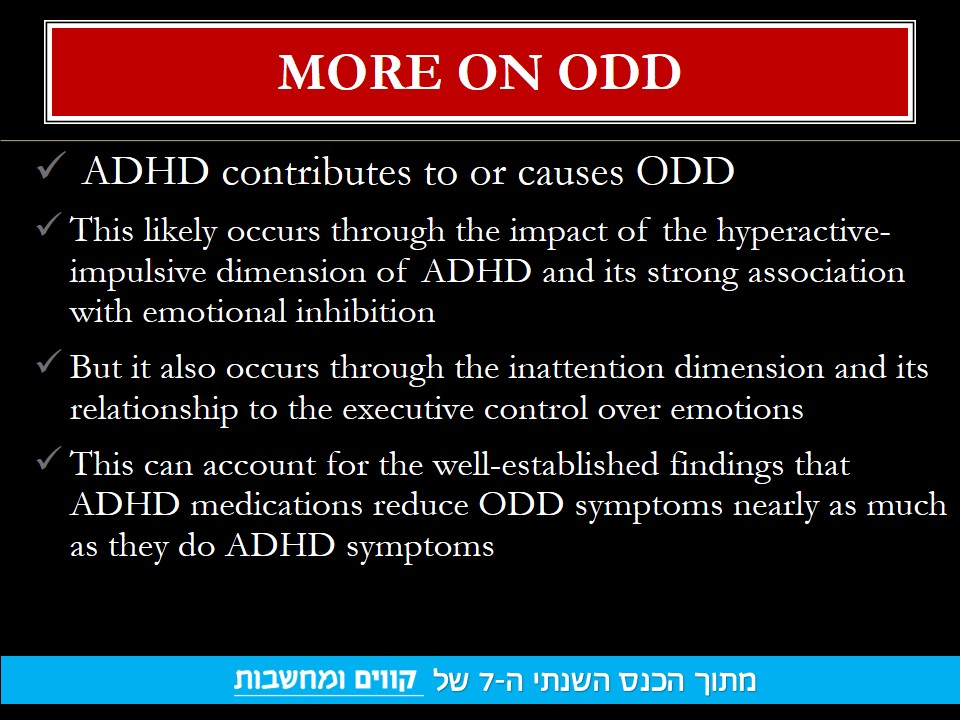 MORE ON ODD
ADHD contributes to or causes ODD
This likely occurs through the impact of the hyperactive-
impulsive dimension of ADHD and its strong association
with emotional inhibition
But it also occurs through the inattention dimension and its
relationship to the executive control over emotions
This can account for the well-established findings that
ADHD medications reduce ODD symptoms nearly as much
as they do ADHD symptoms
מתוך הכנס השנתי ה-7 של קווים ומחשבות